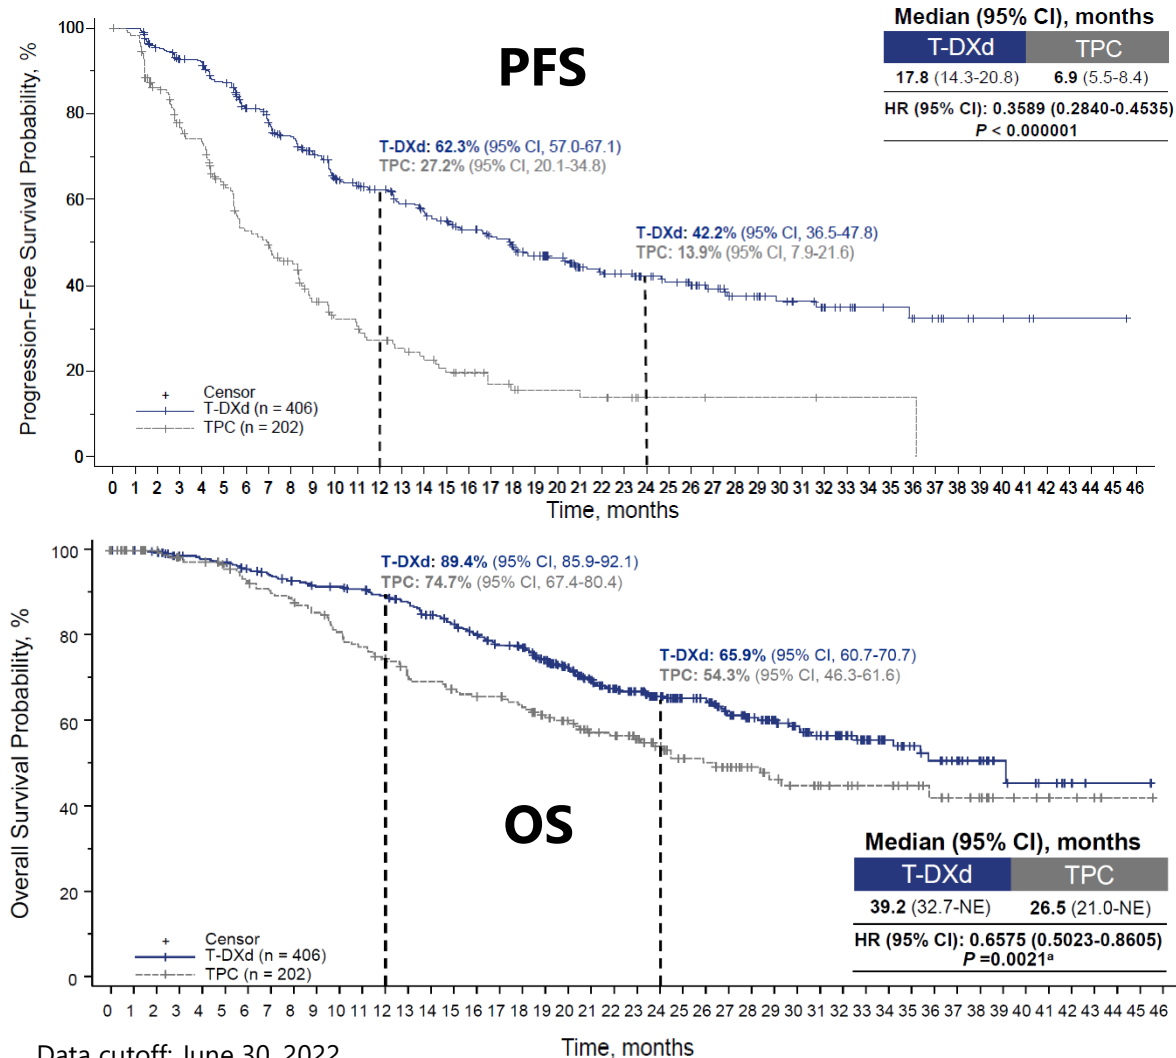 PFS
Median (95% CI), months
T-DXd TPC
17.8 (14.3-20.8) 6.9 (5.5-8.4)
HR (95% CI): 0.3589 (0.2840-0.4535)
P < 0.000001
Progression-Free Survival Probability, %
100
80
60
40
20
0
T-DXd: 62.3% (95% CI, 57.0-67.1)
TPC: 27.2% (95% CI, 20.1-34.8)
T-DXd: 42.2% (95% CI, 36.5-47.8)
TPC: 13.9% (95% CI, 7.9-21.6)
Censor
T-DXd (n = 406)
TPC (n = 202)
0 1 2 3 4 5 6 7 8 9 10 11 12 13 14 15 16 17 18 19 20 21 22 23 24 25 26 27 28 29 30 31 32 33 34 35 36 37 38 39 40 41 42 43 44 45 46
Time, months
Overall Survival Probability, %
100
80
60
40
20
0
T-DXd: 89.4% (95% CI, 85.9-92.1)
TPC: 74.7% (95% CI, 67.4-80.4)
T-DXd: 65.9% (95% CI, 60.7-70.7)
TPC: 54.3% (95% CI, 46.3-61.6)
OS
Median (95% CI), months
T-DXd TPC
39.2 (32.7-NE) 26.5 (21.0-NE)
HR (95% CI): 0.6575 (0.5023-0.8605)
P =0.0021ᵃ
Censor
T-DXd (n = 406)
TPC (n = 202)
0 1 2 3 4 5 6 7 8 9 10 11 12 13 14 15 16 17 18 19 20 21 22 23 24 25 26 27 28 29 30 31 32 33 34 35 36 37 38 39 40 41 42 43 44 45 46
Time, months
Data cutoff: June 30, 2022